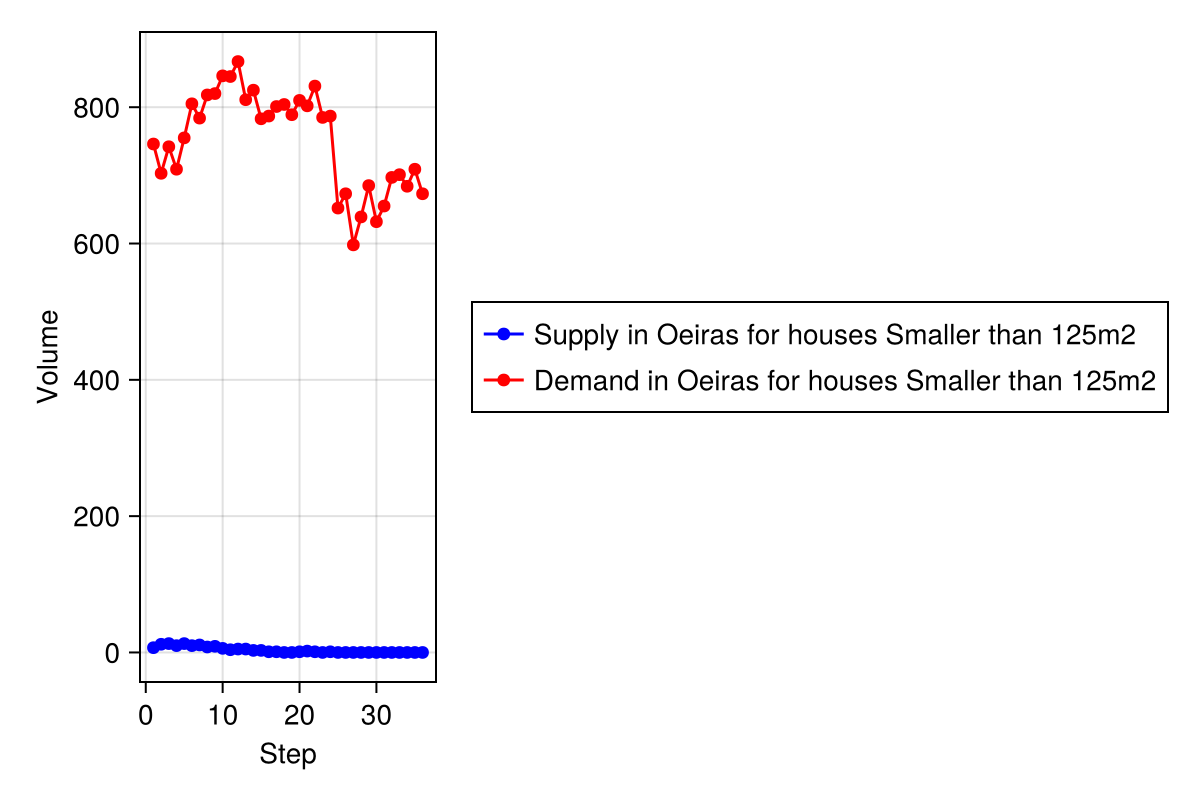 800
600
400
200
0
Volume
0 10 20 30
Step
Supply in Oeiras for houses Smaller than 125m2
Demand in Oeiras for houses Smaller than 125m2